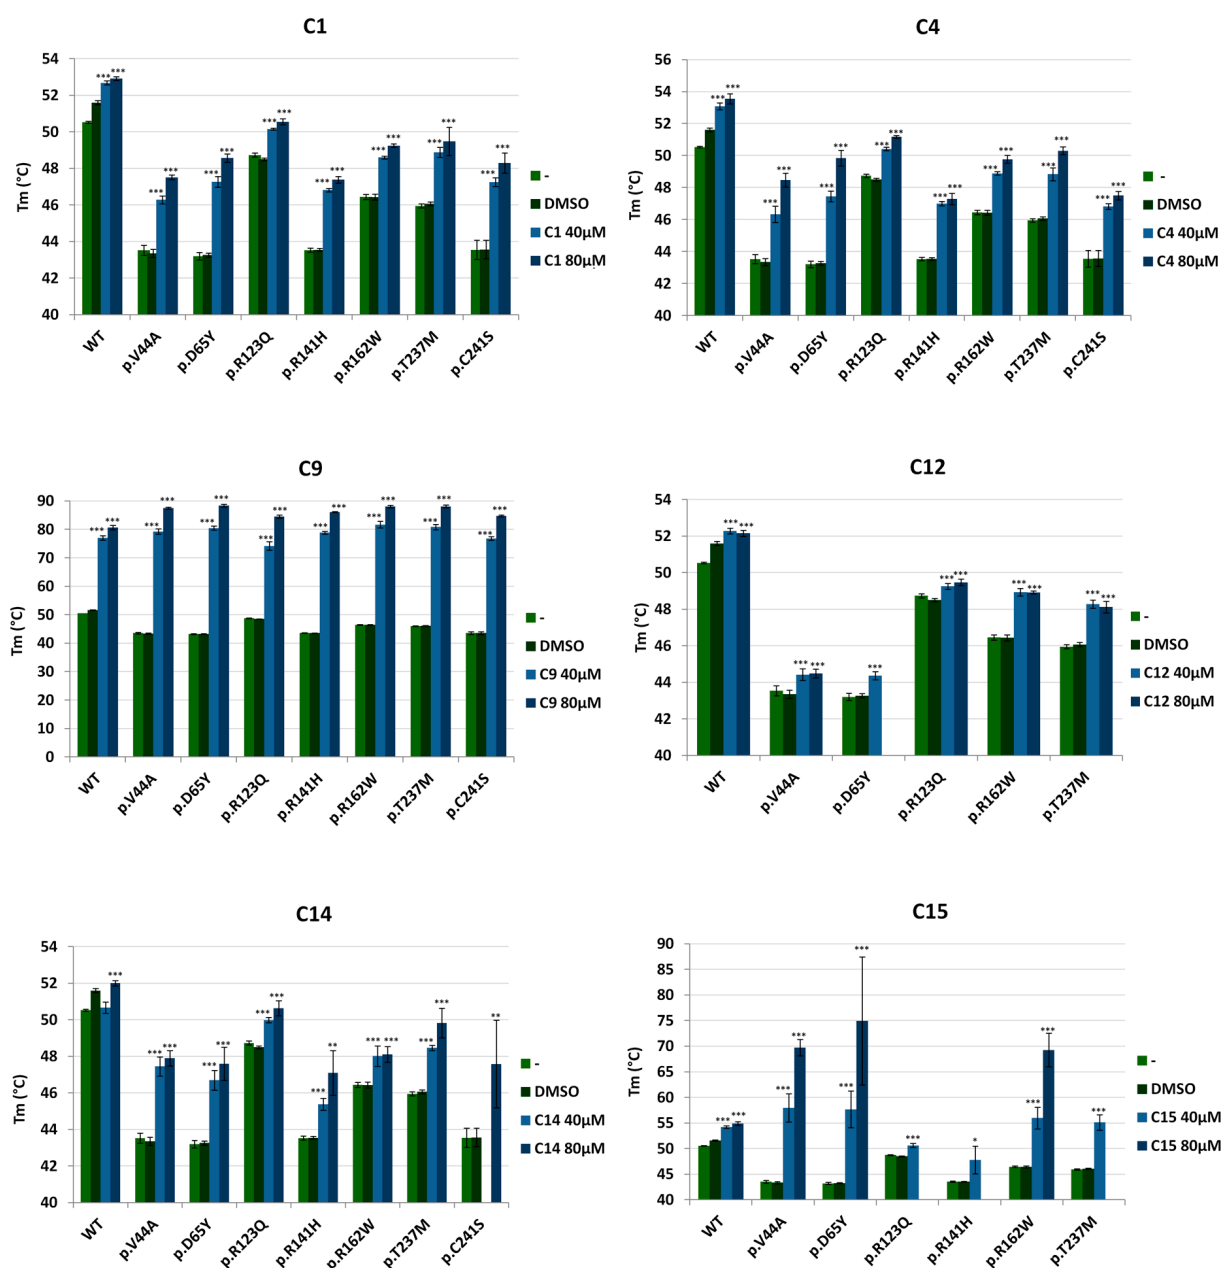 C1
Tm (°C)
54
52
50
48
46
44
42
40
*** *** *** *** *** *** *** *** *** *** *** *** *** *** *** ***
WT p.V44A p.D65Y p.R123Q p.R141H p.R162W p.T237M p.C241S
-
DMSO
C1 40µM
C1 80µM
C4
Tm (°C)
56
54
52
50
48
46
44
42
40
*** *** *** *** *** *** *** *** *** *** *** *** *** *** *** ***
WT p.V44A p.D65Y p.R123Q p.R141H p.R162W p.T237M p.C241S
-
DMSO
C4 40µM
C4 80µM
C9
Tm (°C)
90
80
70
60
50
40
30
20
10
0
*** *** *** *** *** *** *** *** *** *** *** *** *** *** *** ***
WT p.V44A p.D65Y p.R123Q p.R141H p.R162W p.T237M p.C241S
-
DMSO
C9 40µM
C9 80µM
C12
Tm (°C)
54
52
50
48
46
44
42
40
*** *** *** *** *** *** *** *** *** *** ***
WT p.V44A p.D65Y p.R123Q p.R162W p.T237M
-
DMSO
C12 40µM
C12 80µM
C14
Tm (°C)
54
52
50
48
46
44
42
40
*** *** *** *** *** *** *** *** ** *** *** *** *** **
WT p.V44A p.D65Y p.R123Q p.R141H p.R162W p.T237M p.C241S
-
DMSO
C14 40µM
C14 80µM
C15
Tm (°C)
90
85
80
75
70
65
60
55
50
45
40
*** *** *** *** *** *** *** * *** *** ***
WT p.V44A p.D65Y p.R123Q p.R141H p.R162W p.T237M
-
DMSO
C15 40µM
C15 80µM